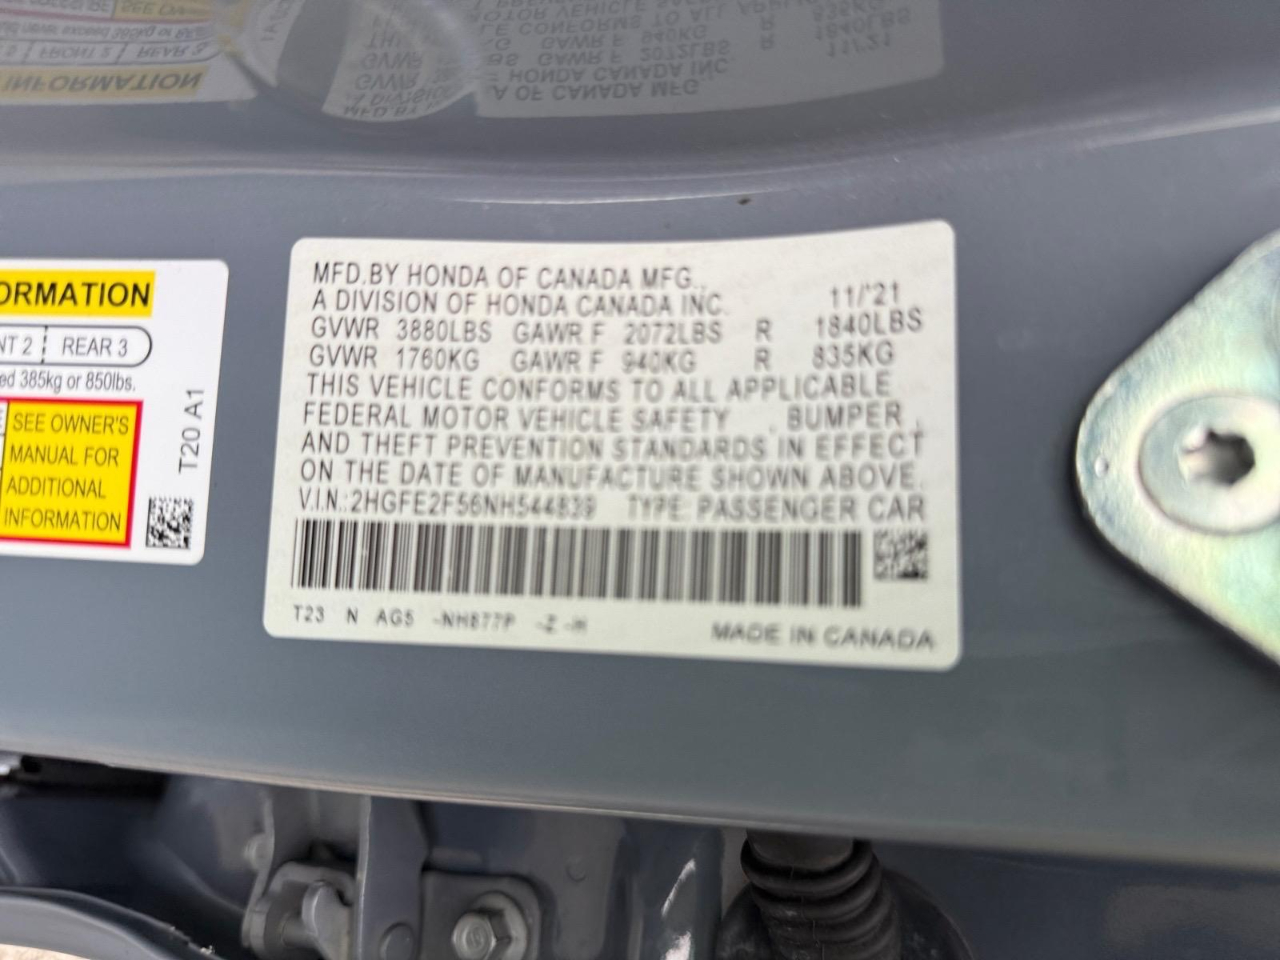 ORMATION
NT 2 REAR 3
ed 385kg or 850lbs.
SEE OWNER'S
MANUAL FOR
ADDITIONAL
INFORMATION
T20 A1
MFD.BY HONDA OF CANADA MFG.,
A DIVISION OF HONDA CANADA INC. 11/'21
GVWR 3880LBS GAWR F 2072LBS R 1840LBS
GVWR 1760KG GAWR F 940KG R 835KG
THIS VEHICLE CONFORMS TO ALL APPLICABLE
FEDERAL MOTOR VEHICLE SAFETY , BUMPER ,
AND THEFT PREVENTION STANDARDS IN EFFECT
ON THE DATE OF MANUFACTURE SHOWN ABOVE.
V.I.N.:2HGFE2F56NH544839 TYPE: PASSENGER CAR
T23 N AG5 -NH877P -Z -H
MADE IN CANADA